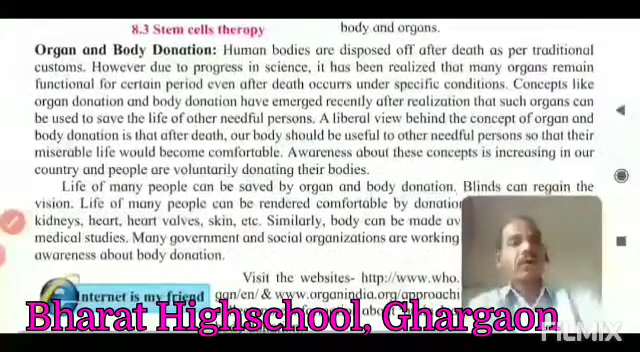 body and organs.
8.3 Stem cells theropy
Organ and Body Donation: Human bodies are disposed off after death as per traditional
customs. However due to progress in science, it has been realized that many organs remain
functional for certain period even after death occurrs under specific conditions. Concepts like
organ donation and body donation have emerged recently after realization that such organs can
be used to save the life of other needful persons. A liberal view behind the concept of organ and
body donation is that after death, our body should be useful to other needful persons so that their
miserable life would become comfortable. Awareness about these concepts is increasing in our
country and people are voluntarily donating their bodies.
Life of many people can be saved by organ and body donation. Blinds can regain the
vision. Life of many people can be rendered comfortable by donation
kidneys, heart, heart valves, skin, etc. Similarly, body can be made av
medical studies. Many government and social organizations are working
awareness about body donation.
Visit the websites- http://www.who.
nternet is my friend
gan/en/ & www.organindia.org/approachi
Bharat Highschool, Ghargaon
FILMIX